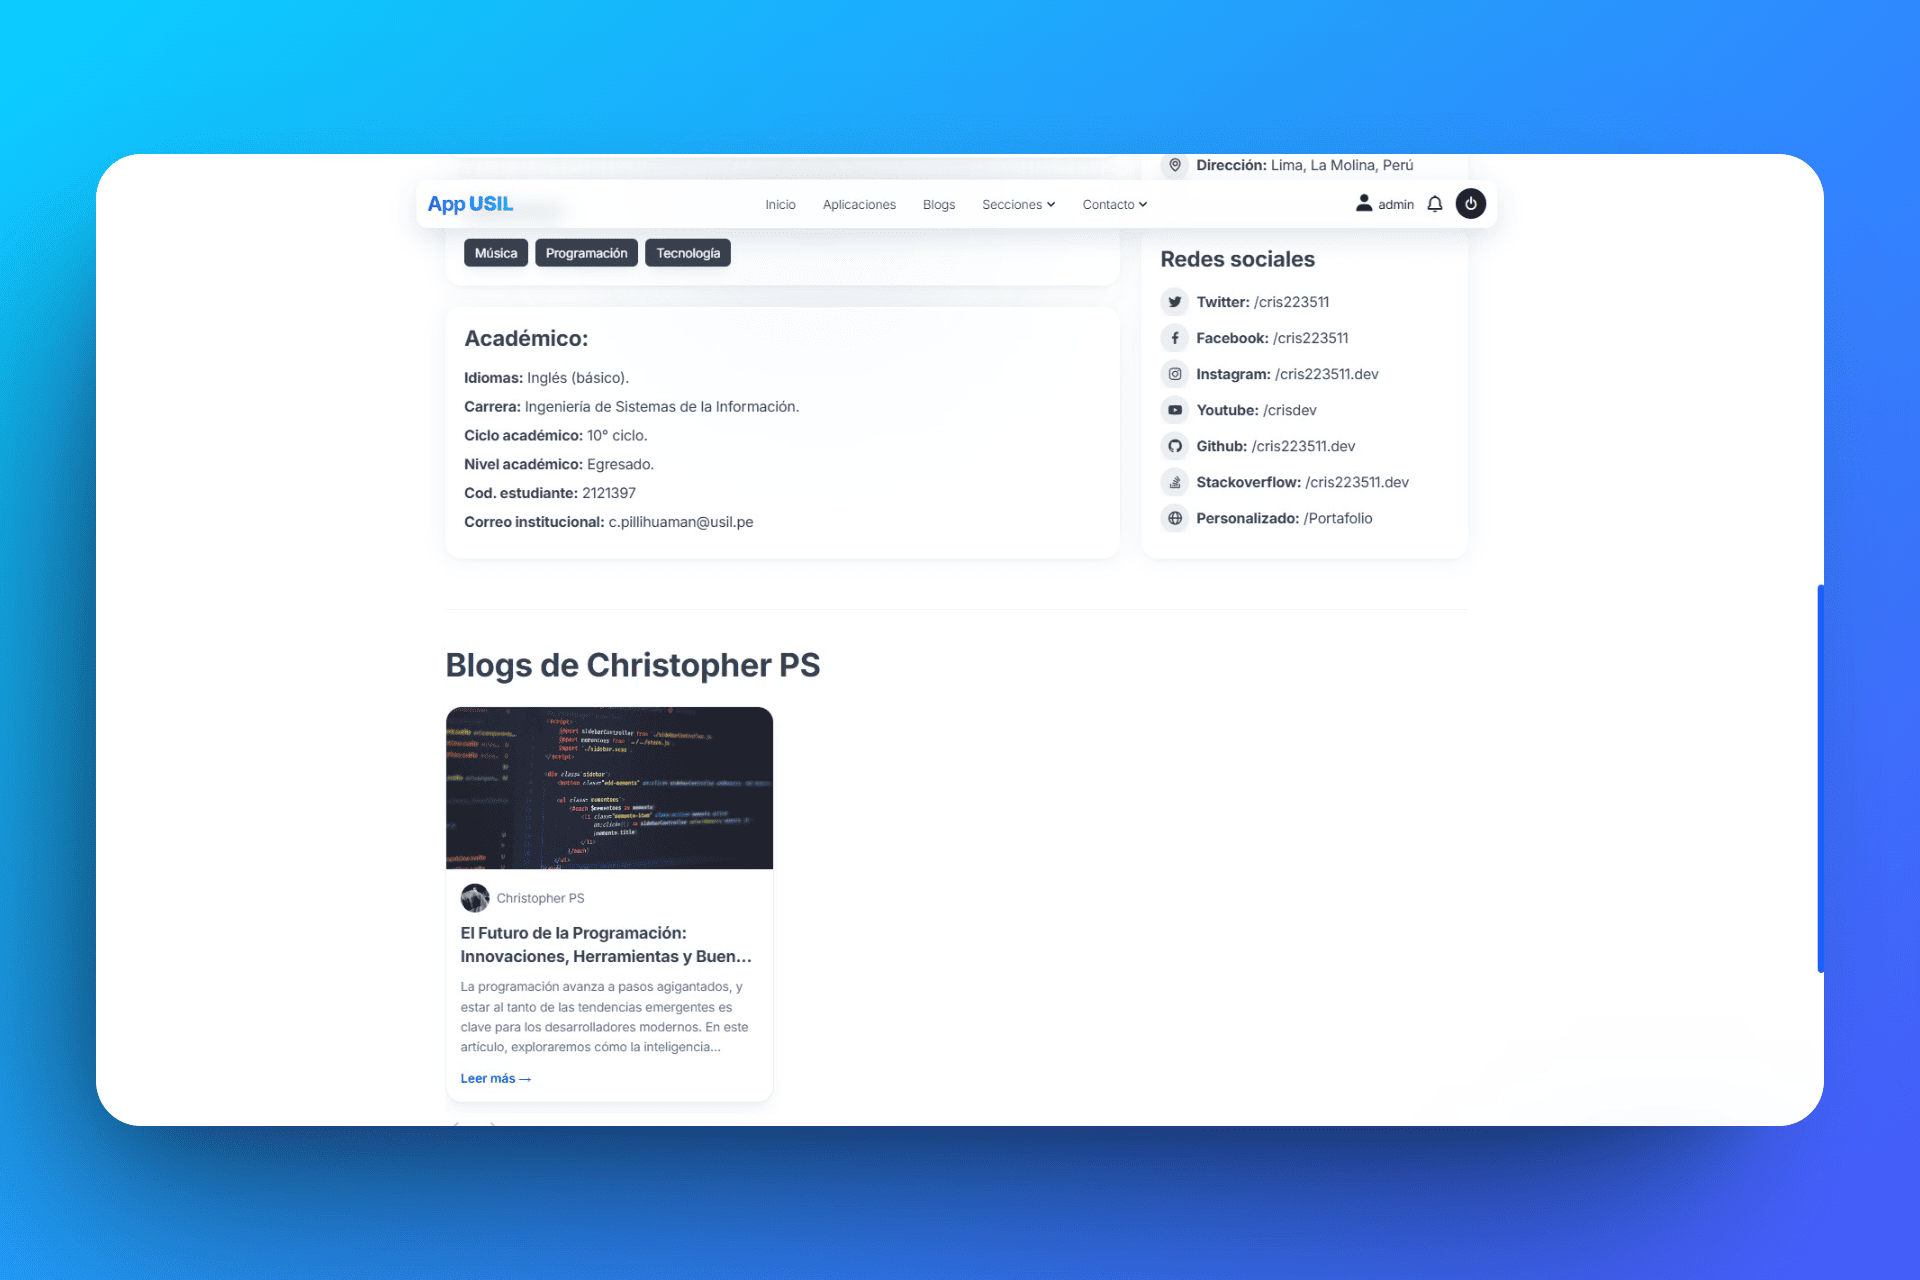 Dirección: Lima, La Molina, Perú
App USIL
Inicio
Aplicaciones
Blogs
Secciones
Contacto
admin
Música
Programación
Tecnología
Académico:
Idiomas: Inglés (básico).
Carrera: Ingeniería de Sistemas de la Información.
Ciclo académico: 10° ciclo.
Nivel académico: Egresado.
Cod. estudiante: 2121397
Correo institucional: c.pillihuaman@usil.pe
Redes sociales
Twitter: /cris223511
Facebook: /cris223511
Instagram: /cris223511.dev
Youtube: /crisdev
Github: /cris223511.dev
Stackoverflow: /cris223511.dev
Personalizado: /Portafolio
Blogs de Christopher PS
Christopher PS
El Futuro de la Programación:
Innovaciones, Herramientas y Buen...
La programación avanza a pasos agigantados, y
estar al tanto de las tendencias emergentes es
clave para los desarrolladores modernos. En este
artículo, exploraremos cómo la inteligencia...
Leer más →